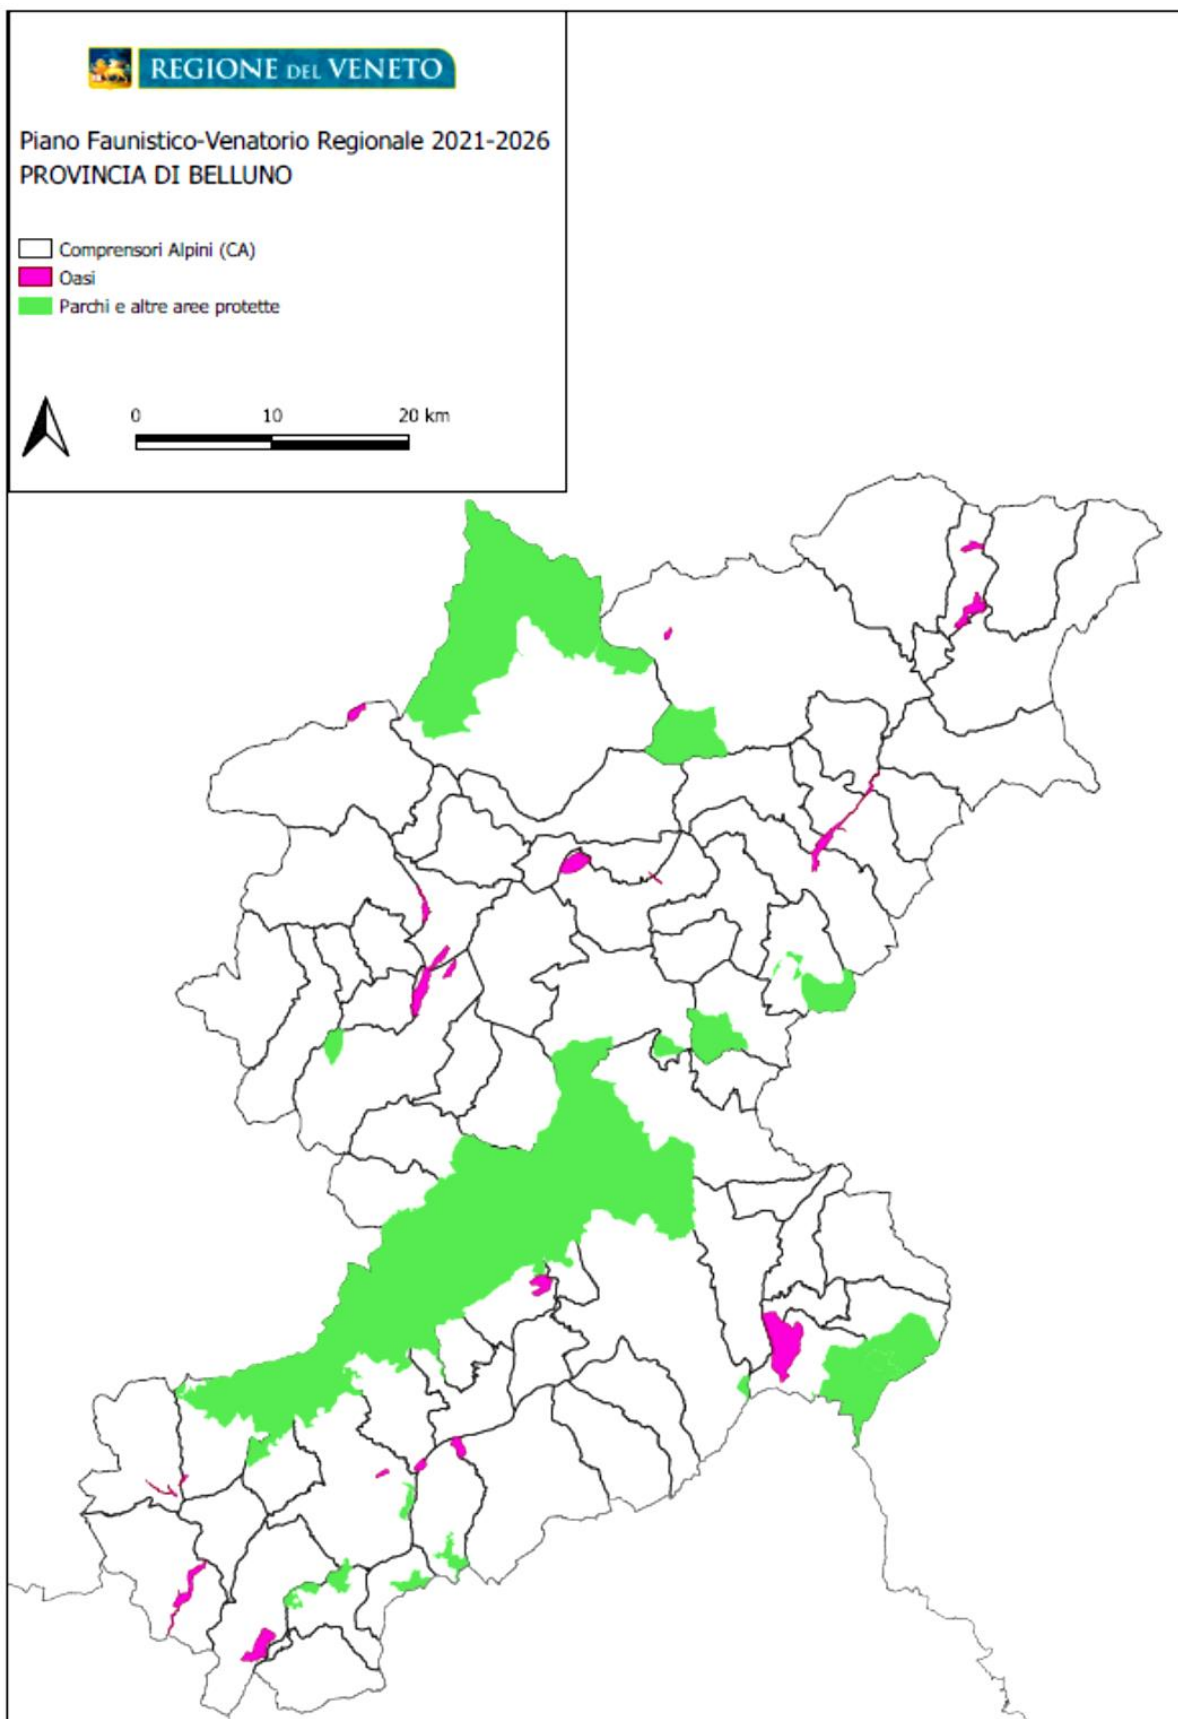 REGIONE DEL VENETO
Piano Faunistico-Venatorio Regionale 2021-2026
PROVINCIA DI BELLUNO
Comprensori Alpini (CA)
Oasi
Parchi e altre aree protette
0 10 20 km